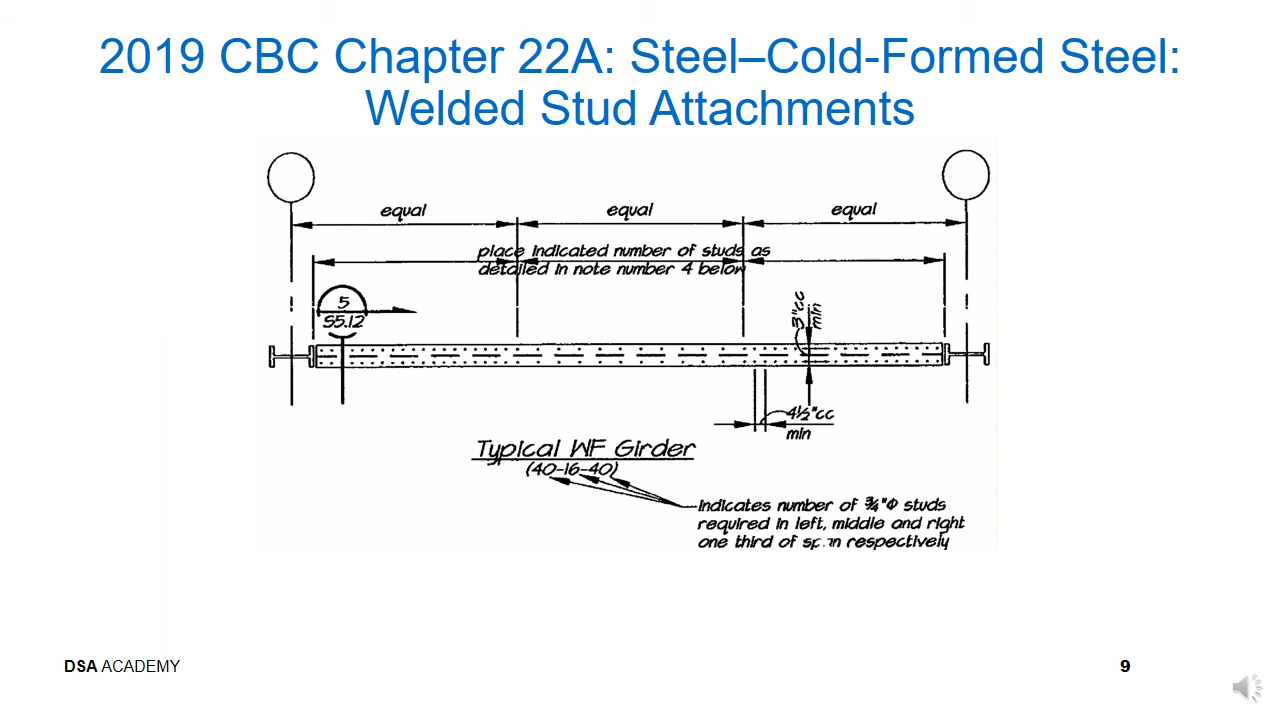 2019 CBC Chapter 22A: Steel–Cold-Formed Steel:
Welded Stud Attachments
equal
equal
equal
place indicated number of studs as
detailed in note number 4 below
5
S5.12
3"cc
min
4½"cc
min
Typical WF Girder
(40-16-40)
Indicates number of ¾"Φ studs
required in left, middle and right
one third of span respectively
DSA ACADEMY
9